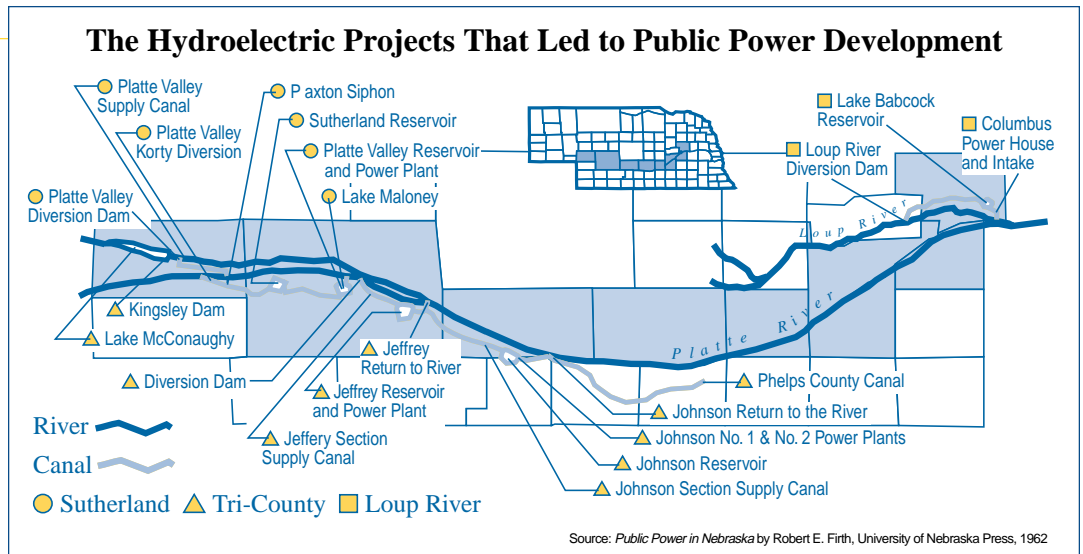 The Hydroelectric Projects That Led to Public Power Development
Platte Valley
Supply Canal
Platte Valley
Korty Diversion
Platte Valley
Diversion Dam
P axton Siphon
Sutherland Reservoir
Platte Valley Reservoir
and Power Plant
Lake Maloney
Lake Babcock
Reservoir
Columbus
Power House
and Intake
Loup River
Diversion Dam
Loup River
Platte River
Kingsley Dam
Lake McConaughy
Diversion Dam
Jeffrey
Return to River
Jeffrey Reservoir
and Power Plant
Jeffery Section
Supply Canal
Phelps County Canal
Johnson Return to the River
Johnson No. 1 & No. 2 Power Plants
Johnson Reservoir
Johnson Section Supply Canal
River
Canal
Sutherland Tri-County Loup River
Source: Public Power in Nebraska by Robert E. Firth, University of Nebraska Press, 1962